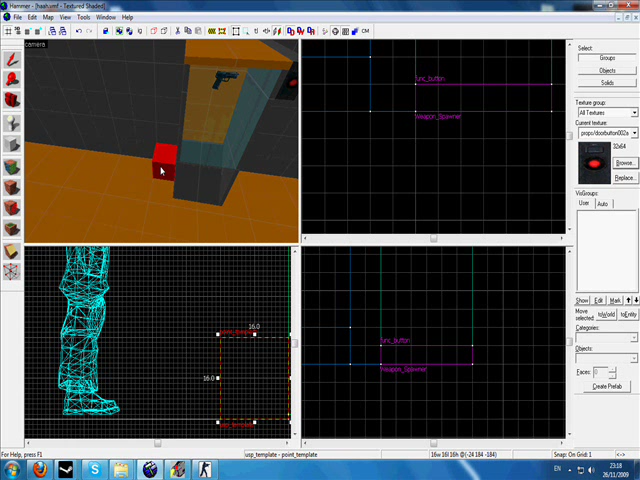 Hammer - [haah.vmf - Textured Shaded]
File Edit Map View Tools Window Help
CM
camera
func_button
Weapon_Spawner
16.0
16.0
usp_template
func_button
Weapon_Spawner
Select:
Groups
Objects
Solids
Texture group:
All Textures
Current texture:
props/doorbutton002a
32x64
Browse...
Replace...
VisGroups:
User Auto
Show Edit Mark
Move selected: toWorld toEntity
Categories:
Objects:
Faces: 0
Create Prefab
For Help, press F1
usp_template - point_template
16w 16l 16h @(-24 184 -184)
Snap: On Grid: 1
<->
EN
23:18
26/11/2009